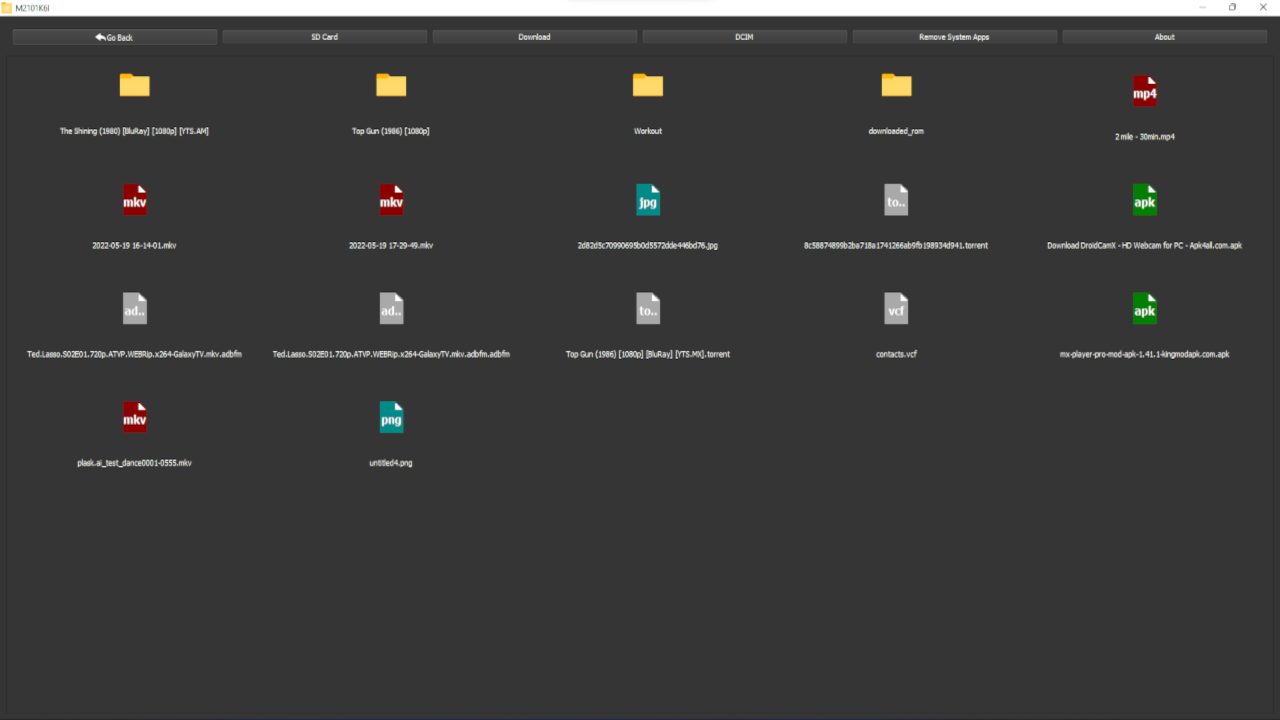 M2101K6I
Go Back
SD Card
Download
DCIM
Remove System Apps
About
The Shining (1980) [BluRay] [1080p] [YTS.AM]
Top Gun (1986) [1080p]
Workout
downloaded_rom
mp4
2 mile - 30min.mp4
mkv
2022-05-19 16-14-01.mkv
mkv
2022-05-19 17-29-49.mkv
jpg
2d82d5c70990695b0d5572dde446bd76.jpg
to..
8c58874899b2ba718a1741266ab9fb198934d941.torrent
apk
Download DroidCamX - HD Webcam for PC - Apk4all.com.apk
ad..
Ted.Lasso.S02E01.720p.ATVP.WEBRip.x264-GalaxyTV.mkv.adbfm
ad..
Ted.Lasso.S02E01.720p.ATVP.WEBRip.x264-GalaxyTV.mkv.adbfm.adbfm
to..
Top Gun (1986) [1080p] [BluRay] [YTS.MX].torrent
vcf
contacts.vcf
apk
mx-player-pro-mod-apk-1.41.1-kingmodapk.com.apk
mkv
plask.ai_test_dance0001-0555.mkv
png
untitled4.png